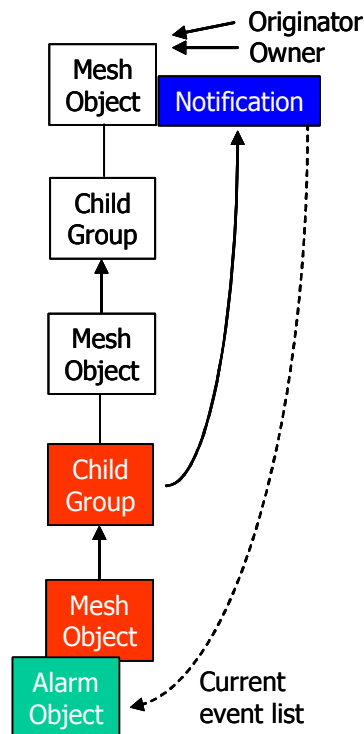 Originator
Owner
Mesh
Object
Notification
Child
Group
Mesh
Object
Child
Group
Mesh
Object
Alarm
Object
Current
event list